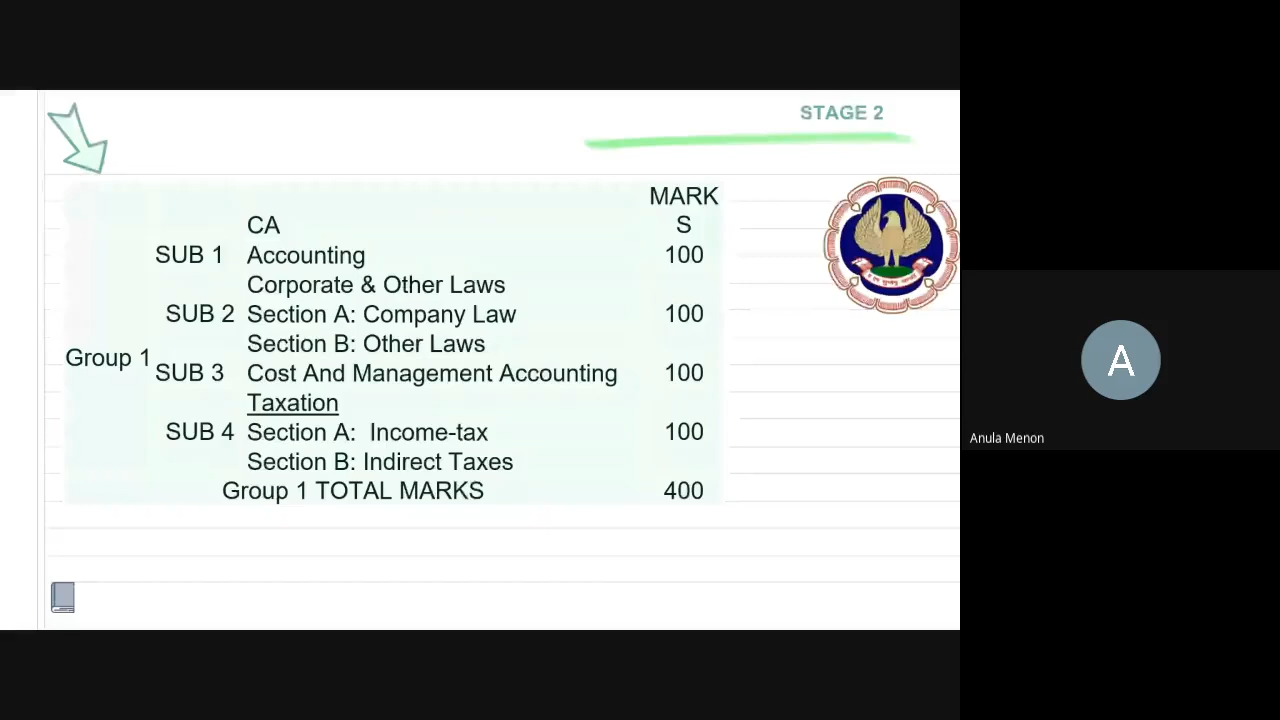 STAGE 2
MARK
CA S
SUB 1 Accounting 100
Corporate & Other Laws
SUB 2 Section A: Company Law 100
Section B: Other Laws
Group 1
SUB 3 Cost And Management Accounting 100
Taxation
SUB 4 Section A: Income-tax 100
Section B: Indirect Taxes
Group 1 TOTAL MARKS 400
A
Anula Menon